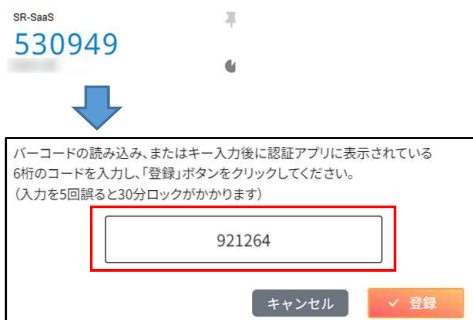 SR-SaaS
530949
バーコードの読み込み、またはキー入力後に認証アプリに表示されている
6桁のコードを入力し、「登録」ボタンをクリックしてください。
(入力を5回誤ると30分ロックがかかります)
921264
キャンセル
登録